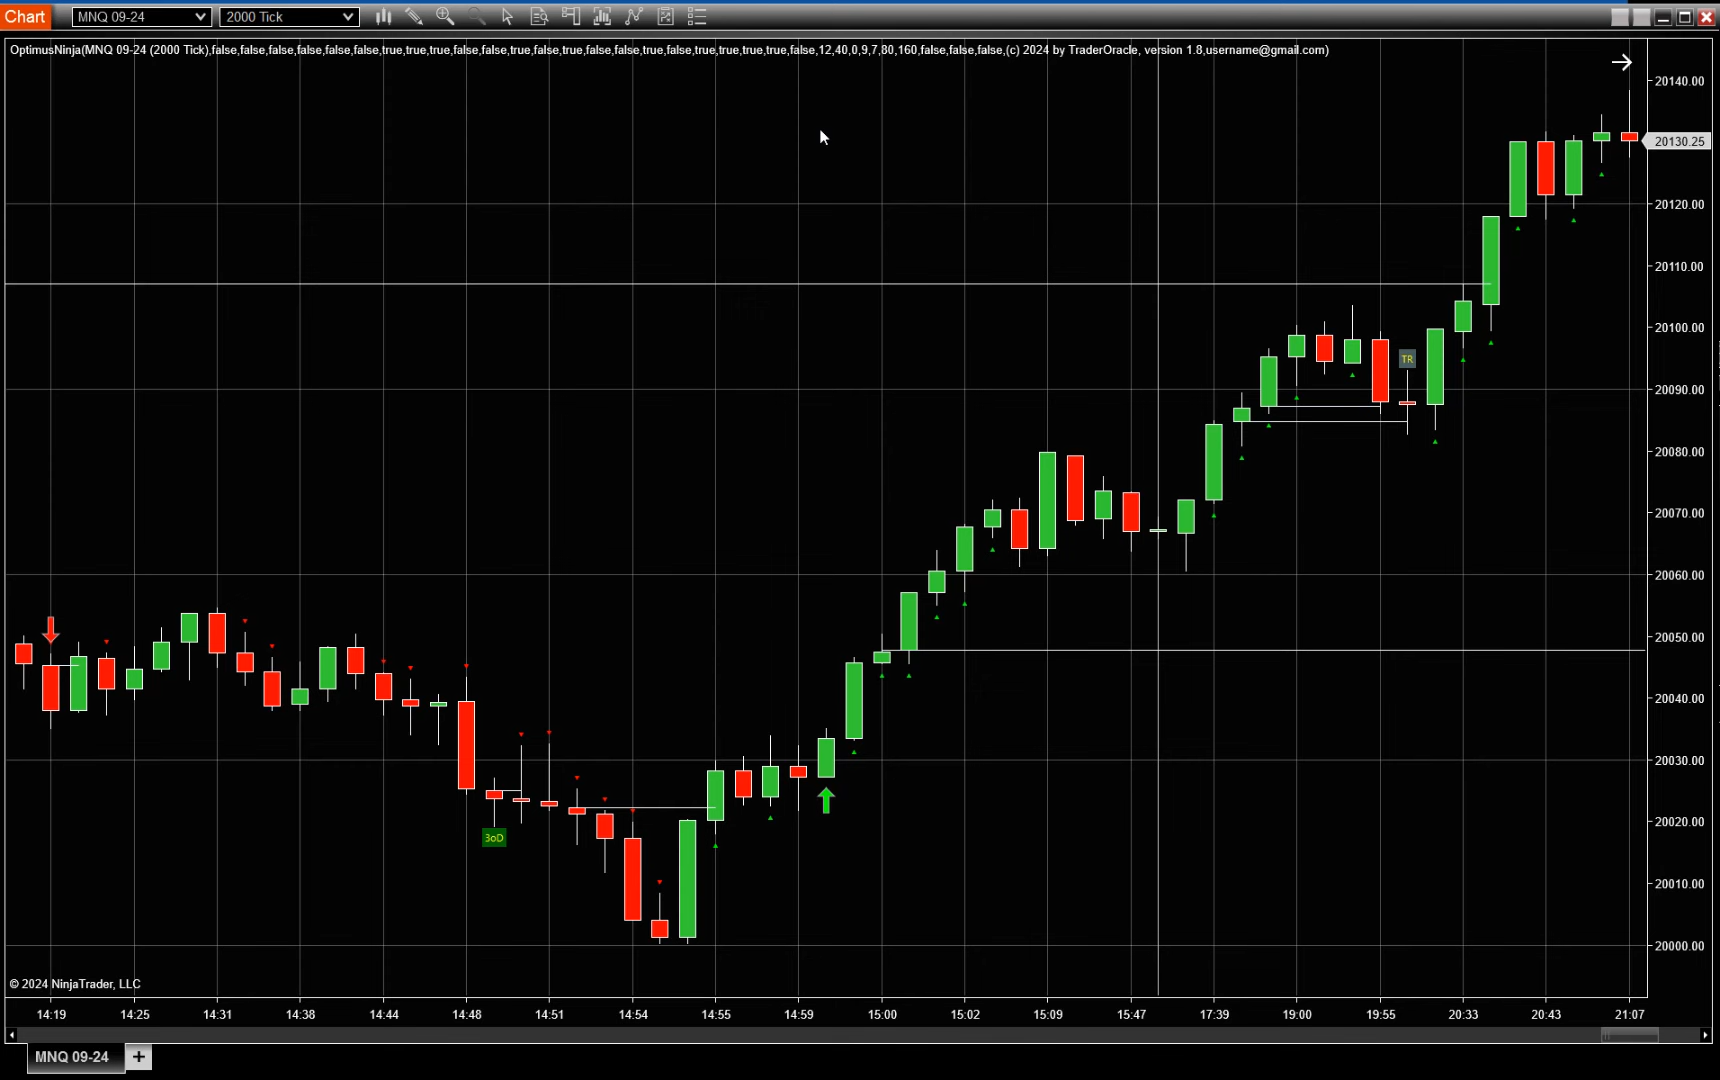 Chart MNQ 09-24 2000 Tick
OptimusNinja(MNQ 09-24 (2000 Tick),false,false,false,false,false,false,true,true,true,false,false,true,false,true,false,false,true,false,true,true,true,true,false,12,40,0,9,7,80,160,false,false,false,(c) 2024 by TraderOracle, version 1.8,username@gmail.com)
20140.00
20130.25
20120.00
20110.00
20100.00
TR
20090.00
20080.00
20070.00
20060.00
20050.00
20040.00
20030.00
20020.00
3oD
20010.00
20000.00
© 2024 NinjaTrader, LLC
14:19 14:25 14:31 14:38 14:44 14:48 14:51 14:54 14:55 14:59 15:00 15:02 15:09 15:47 17:39 19:00 19:55 20:33 20:43 21:07
MNQ 09-24 +